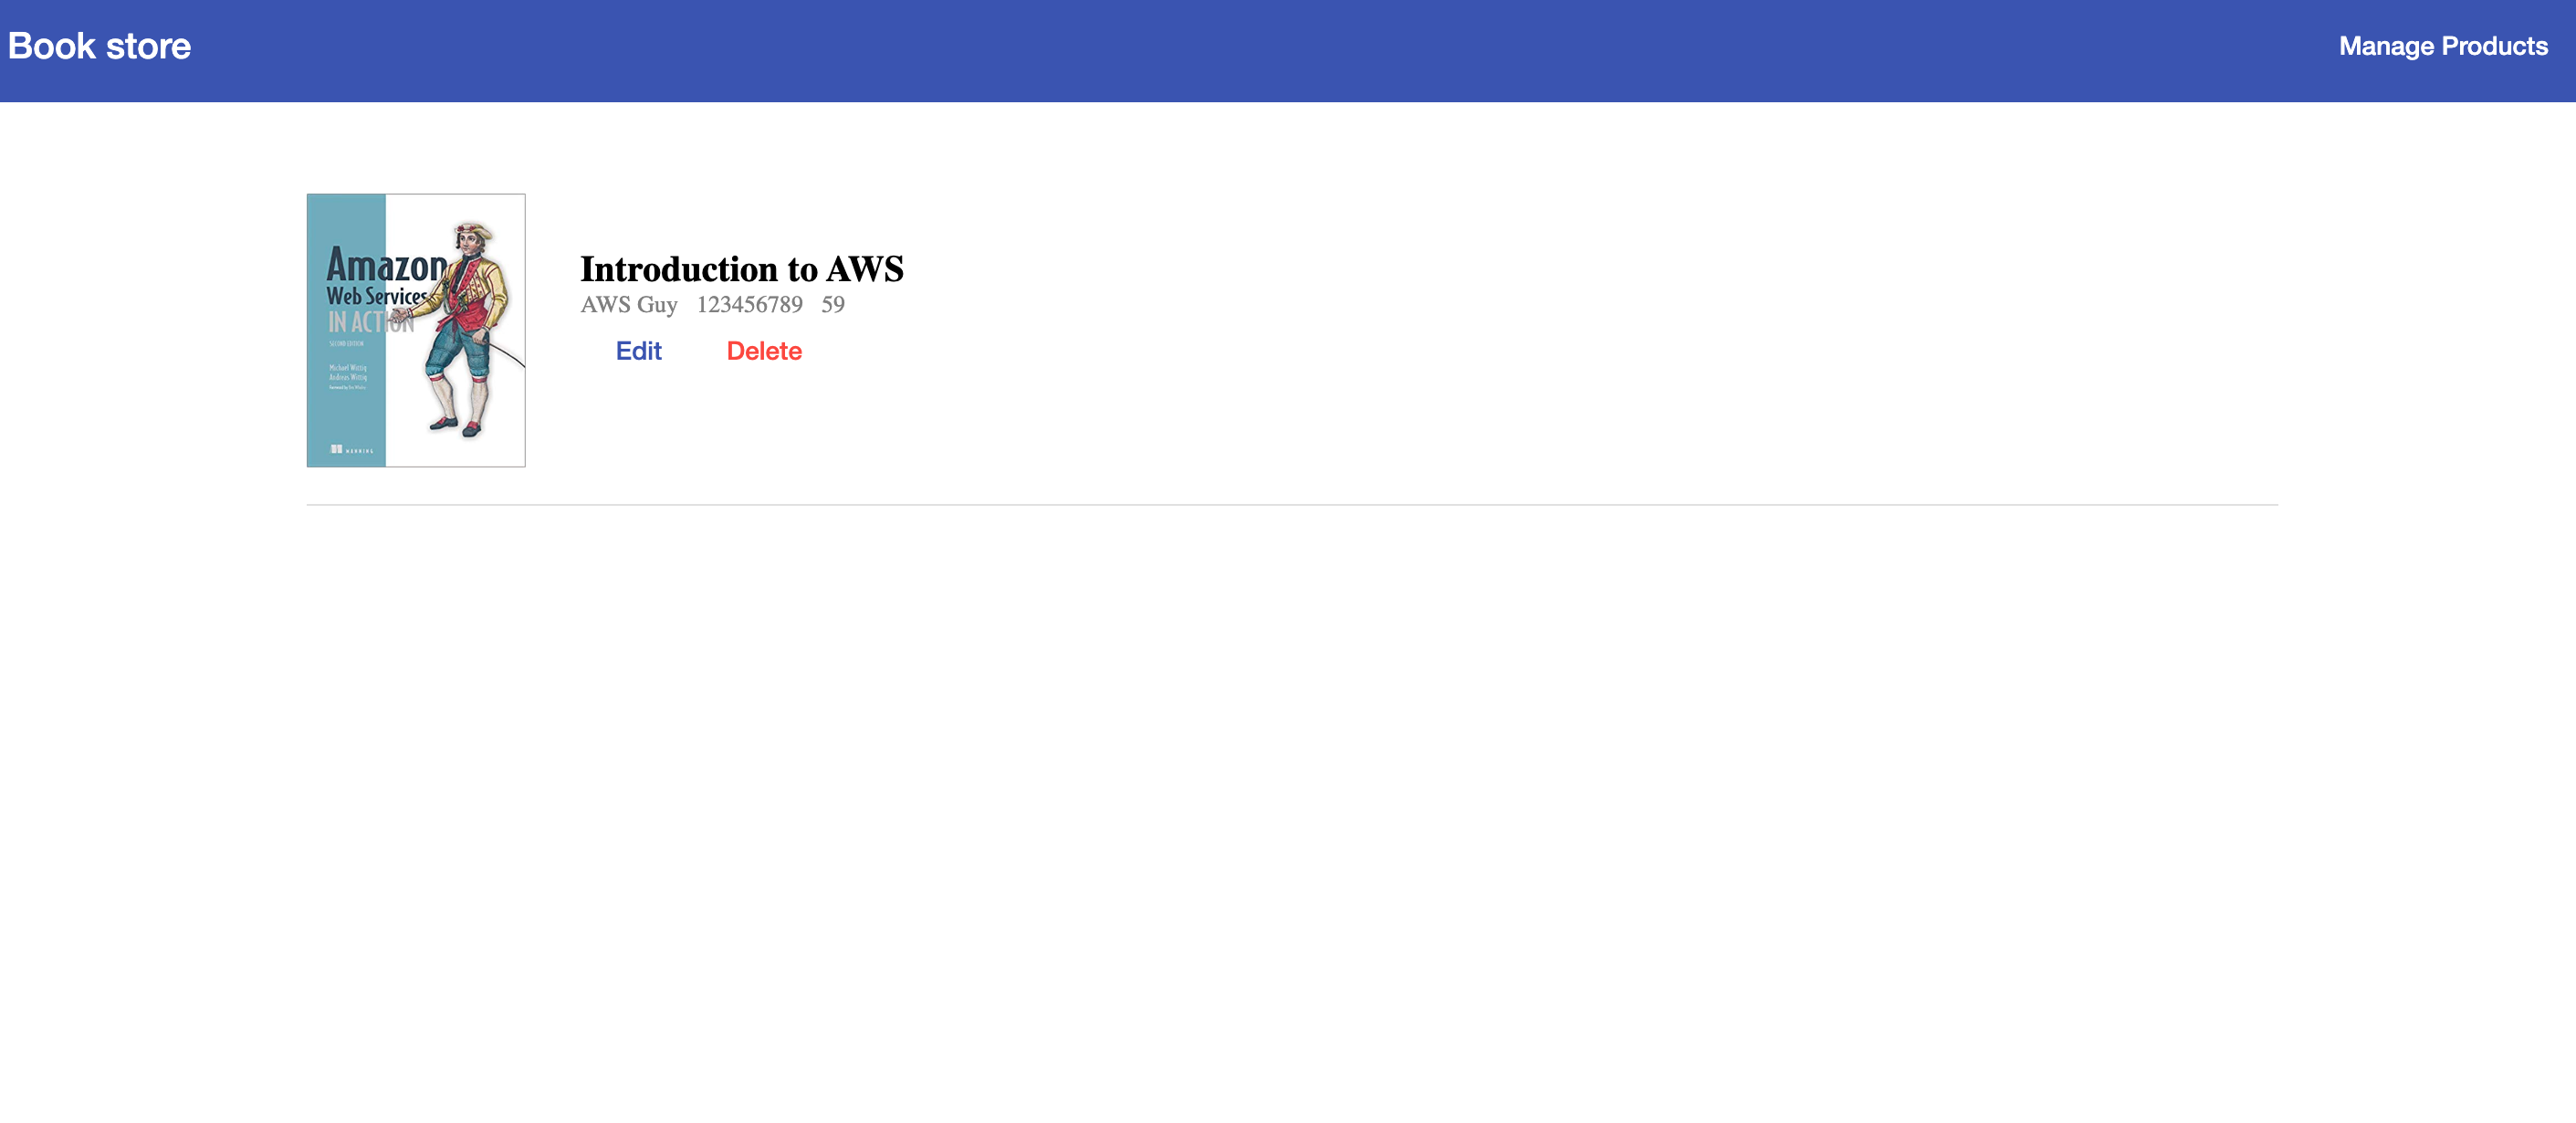 Book store
Manage Products
Amazon
Web Services
IN ACTION
SECOND EDITION
Michael Wittig
Andreas Wittig
MANNING
Introduction to AWS
AWS Guy 123456789 59
Edit
Delete